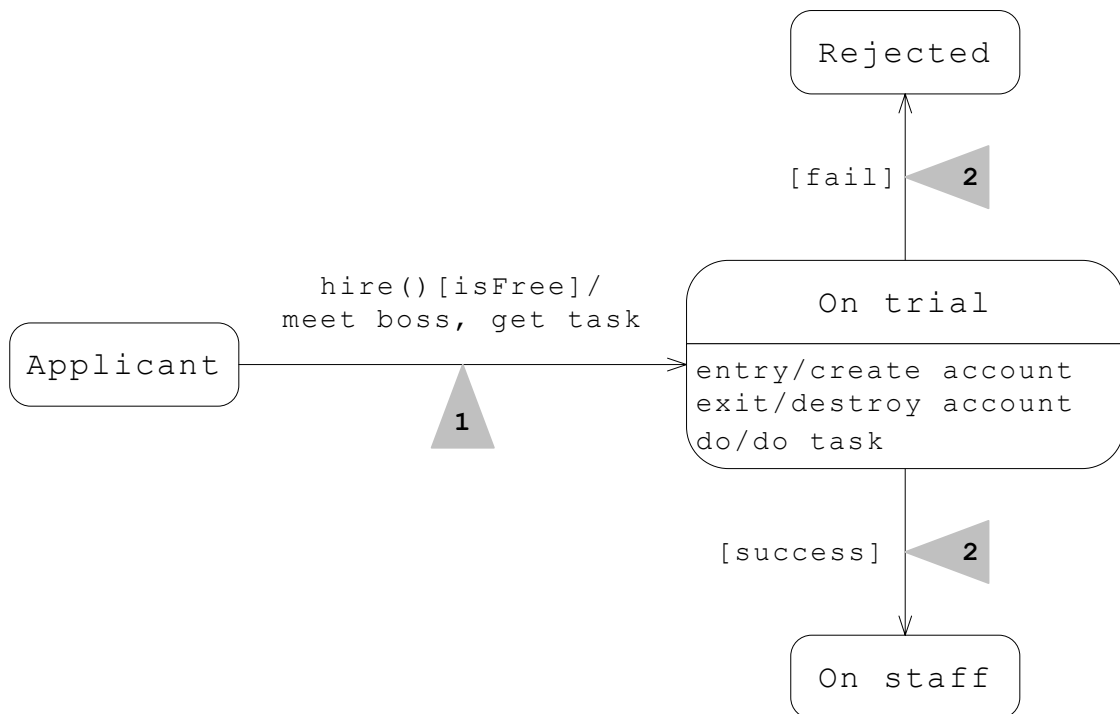 Rejected
[fail]
2
hire()[isFree]/
meet boss, get task
Applicant
1
On trial
entry/create account
exit/destroy account
do/do task
[success]
2
On staff